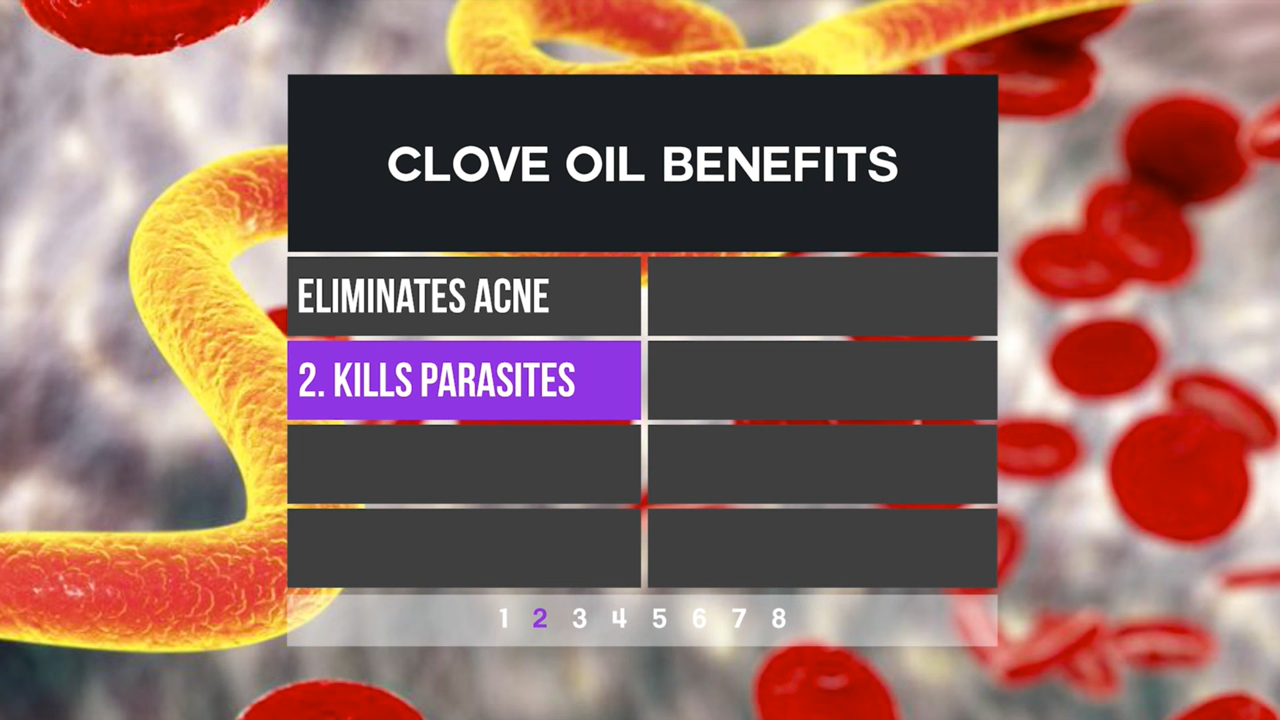 CLOVE OIL BENEFITS
ELIMINATES ACNE
2. KILLS PARASITES
1 2 3 4 5 6 7 8